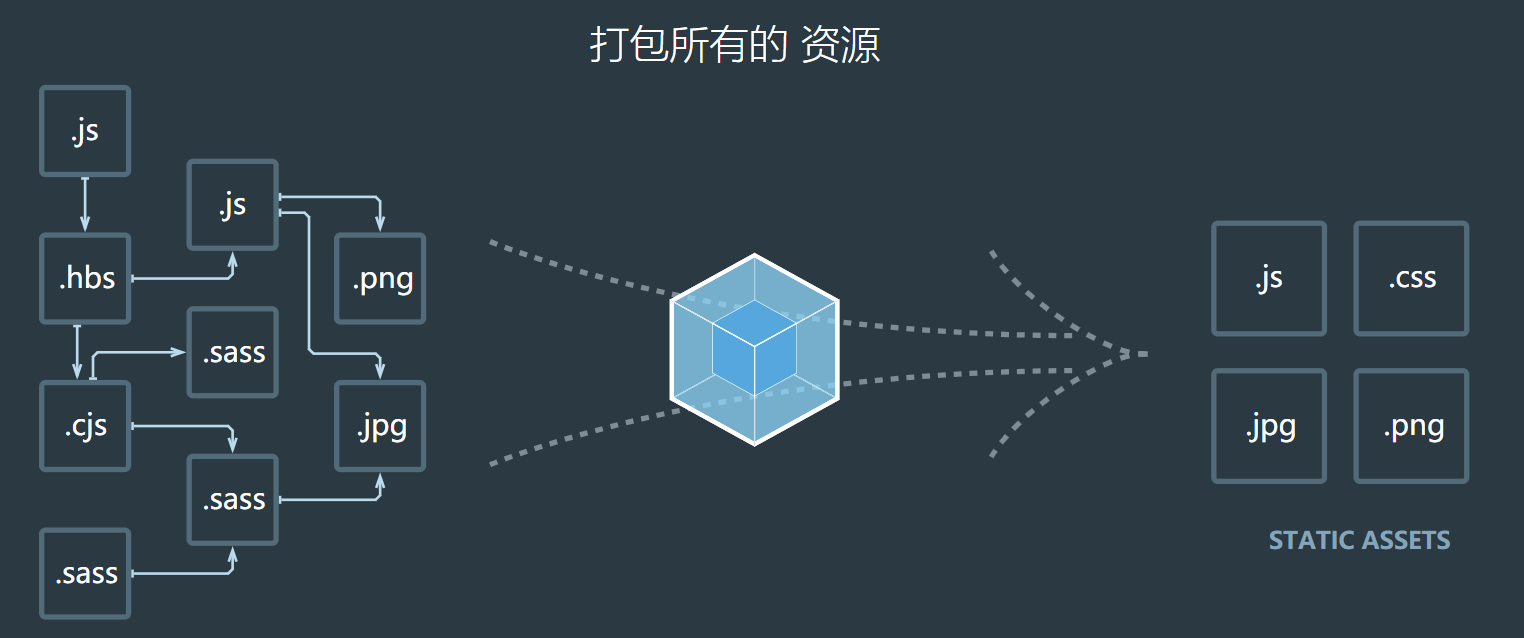 打包所有的 资源
.js
.js
.hbs
.png
.sass
.cjs
.jpg
.sass
.sass
.js
.css
.jpg
.png
STATIC ASSETS